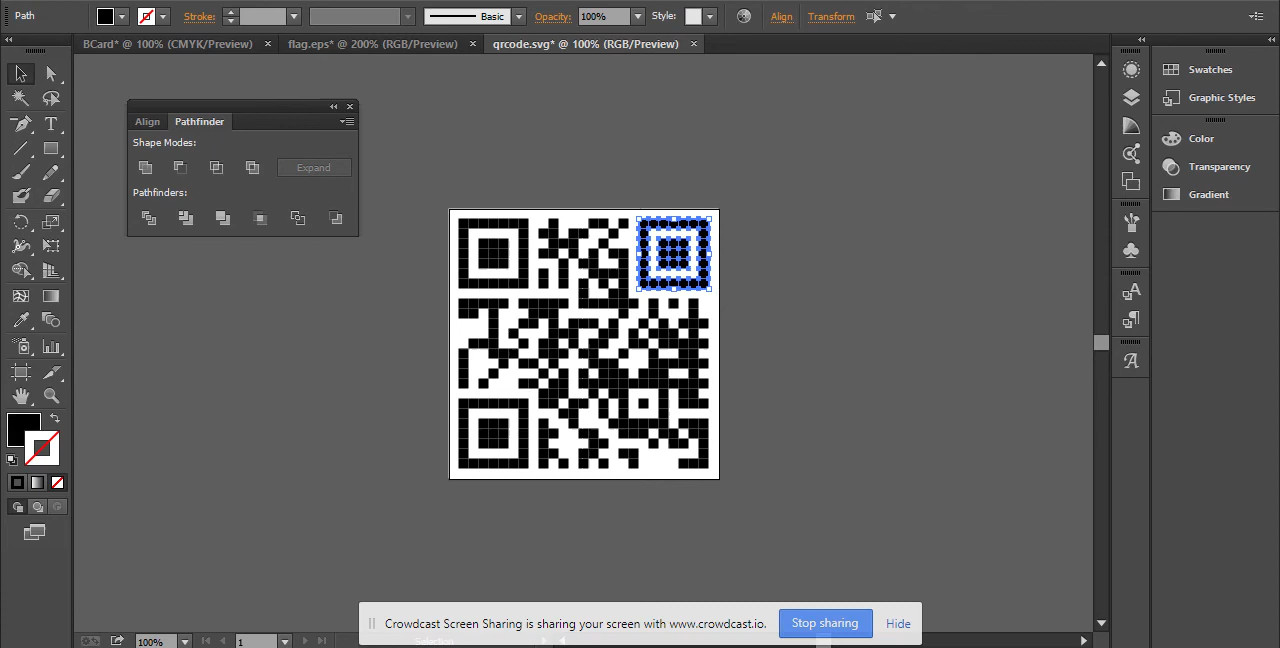 Path Stroke: Basic Opacity: 100% Style: Align Transform
BCard* @ 100% (CMYK/Preview) × flag.eps* @ 200% (RGB/Preview) × qrcode.svg* @ 100% (RGB/Preview) ×
Align Pathfinder
Shape Modes:
Expand
Pathfinders:
Swatches
Graphic Styles
Color
Transparency
Gradient
Crowdcast Screen Sharing is sharing your screen with www.crowdcast.io. Stop sharing Hide
100% 1 Selection